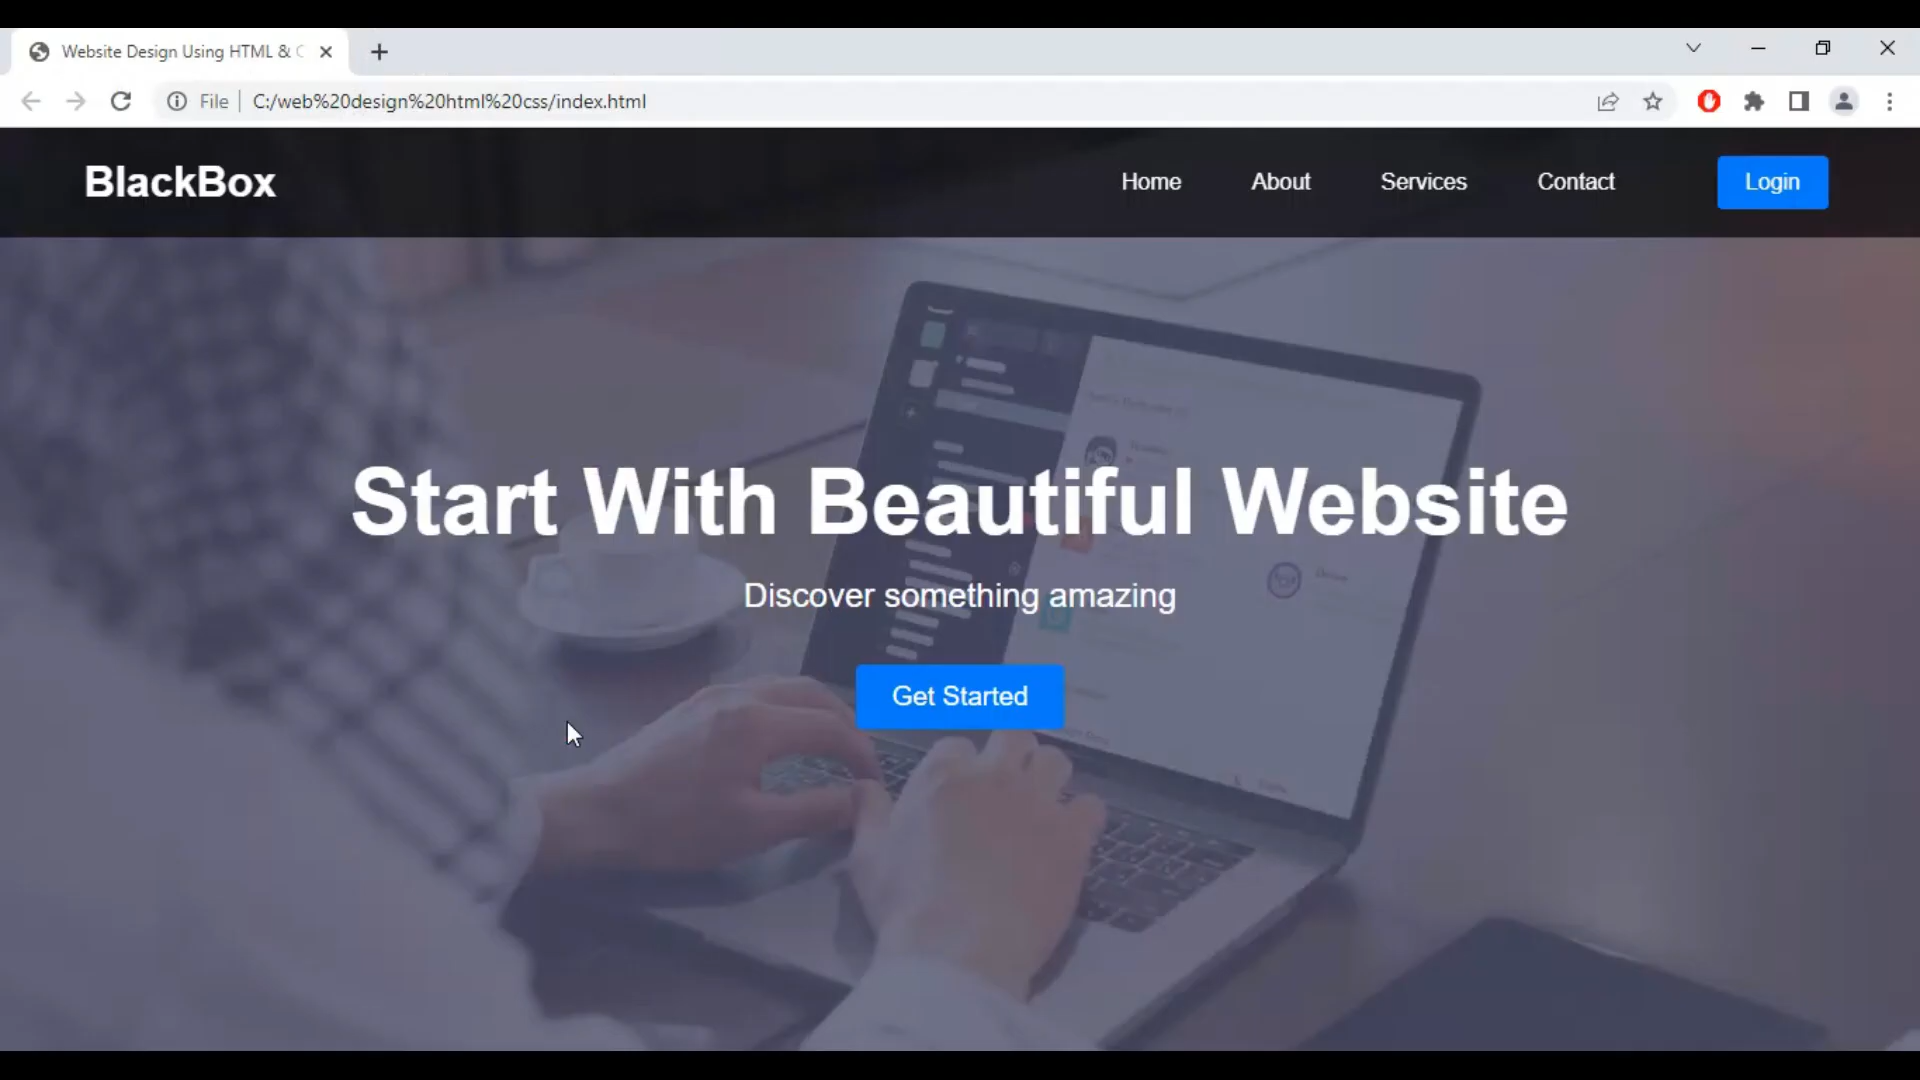 Website Design Using HTML & C
File
C:/web%20design%20html%20css/index.html
BlackBox
Home
About
Services
Contact
Login
Start With Beautiful Website
Discover something amazing
Get Started